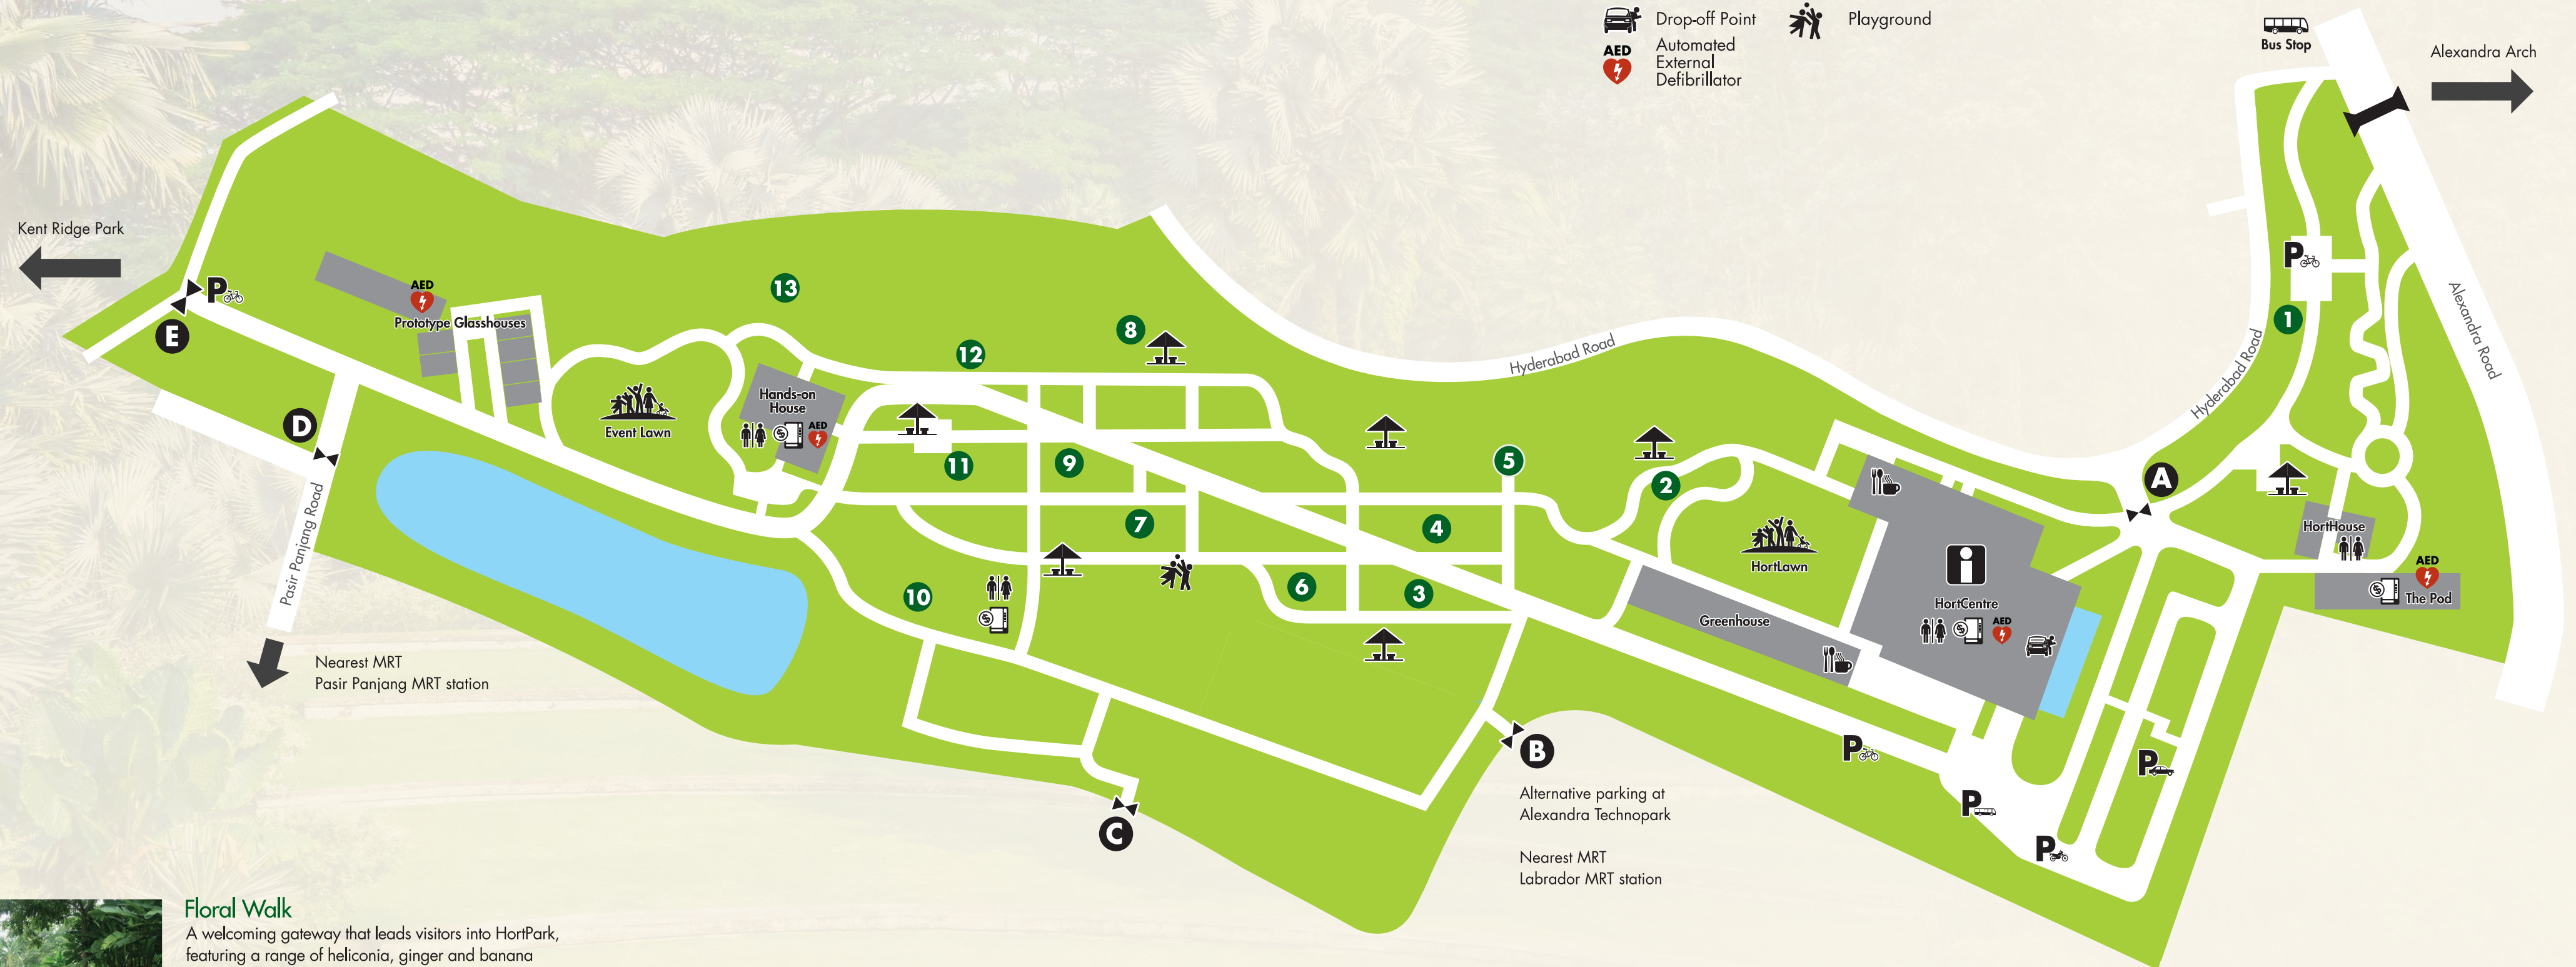 Drop-off Point
Playground
AED
Automated
External
Defibrillator
Bus Stop
Alexandra Arch
Kent Ridge Park
P
E
AED
Prototype Glasshouses
13
8
12
Hyderabad Road
P
1
Hyderabad Road
Alexandra Road
D
Event Lawn
Hands-on
House
AED
11
9
5
2
A
7
4
HortLawn
HortHouse
10
6
3
Greenhouse
HortCentre
AED
AED
The Pod
Pasir Panjang Road
Nearest MRT
Pasir Panjang MRT station
B
C
P
P
P
P
Alternative parking at
Alexandra Technopark
Nearest MRT
Labrador MRT station
Floral Walk
A welcoming gateway that leads visitors into HortPark,
featuring a range of heliconia, ginger and banana